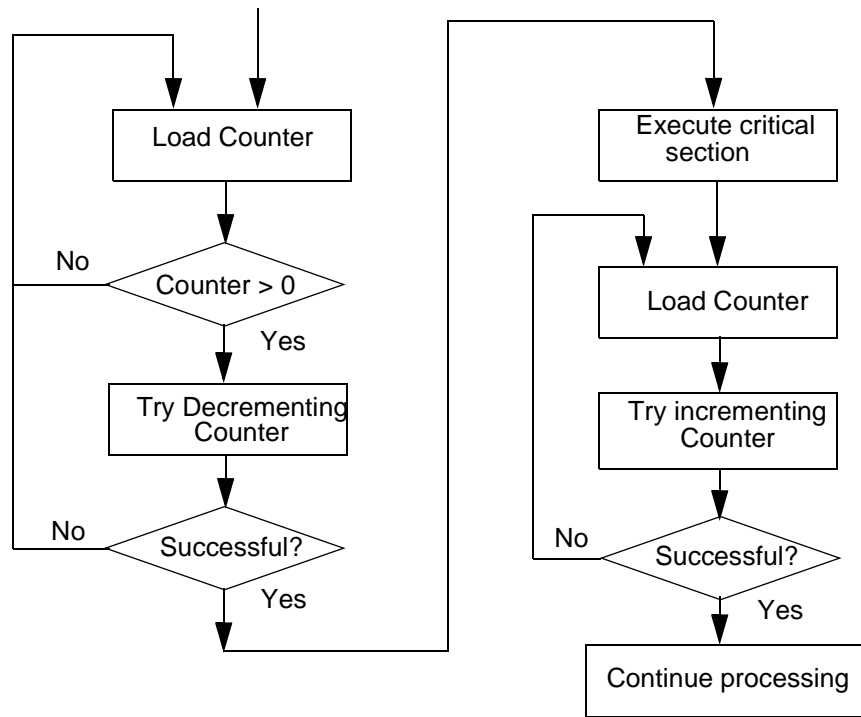 Load Counter
No
Counter > 0
Yes
Try Decrementing
Counter
No
Successful?
Yes
Execute critical
section
Load Counter
Try incrementing
Counter
No
Successful?
Yes
Continue processing